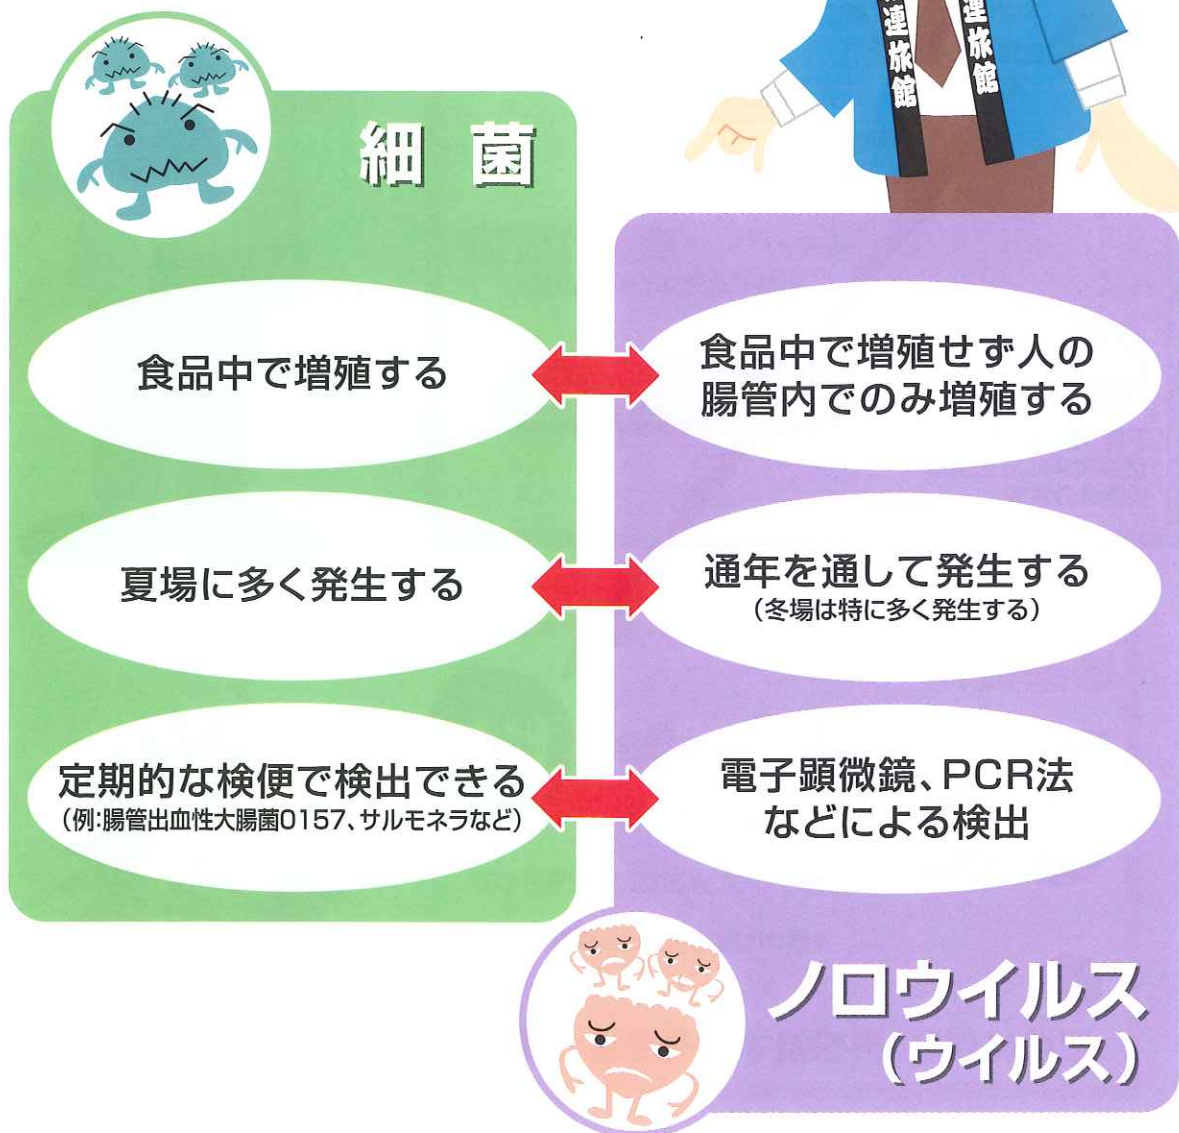 連旅館
連旅館
細菌
食品中で増殖する
食品中で増殖せず人の
腸管内でのみ増殖する
夏場に多く発生する
通年を通して発生する
(冬場は特に多く発生する)
定期的な検便で検出できる
(例:腸管出血性大腸菌O157、サルモネラなど)
電子顕微鏡、PCR法
などによる検出
ノロウイルス
(ウイルス)